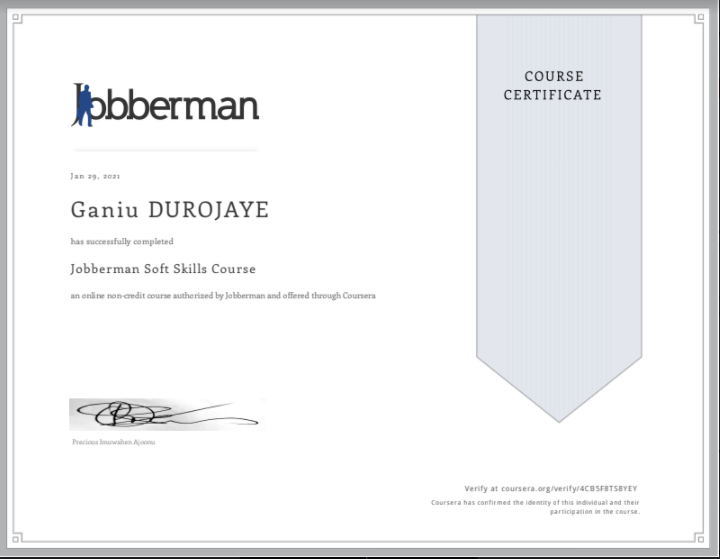 Jobberman
COURSE
CERTIFICATE
Jan 29, 2021
Ganiu DUROJAYE
has successfully completed
Jobberman Soft Skills Course
an online non-credit course authorized by Jobberman and offered through Coursera
Precious Imuwahen Ajoonu
Verify at coursera.org/verify/4CB5F8TS8YEY
Coursera has confirmed the identity of this individual and their
participation in the course.